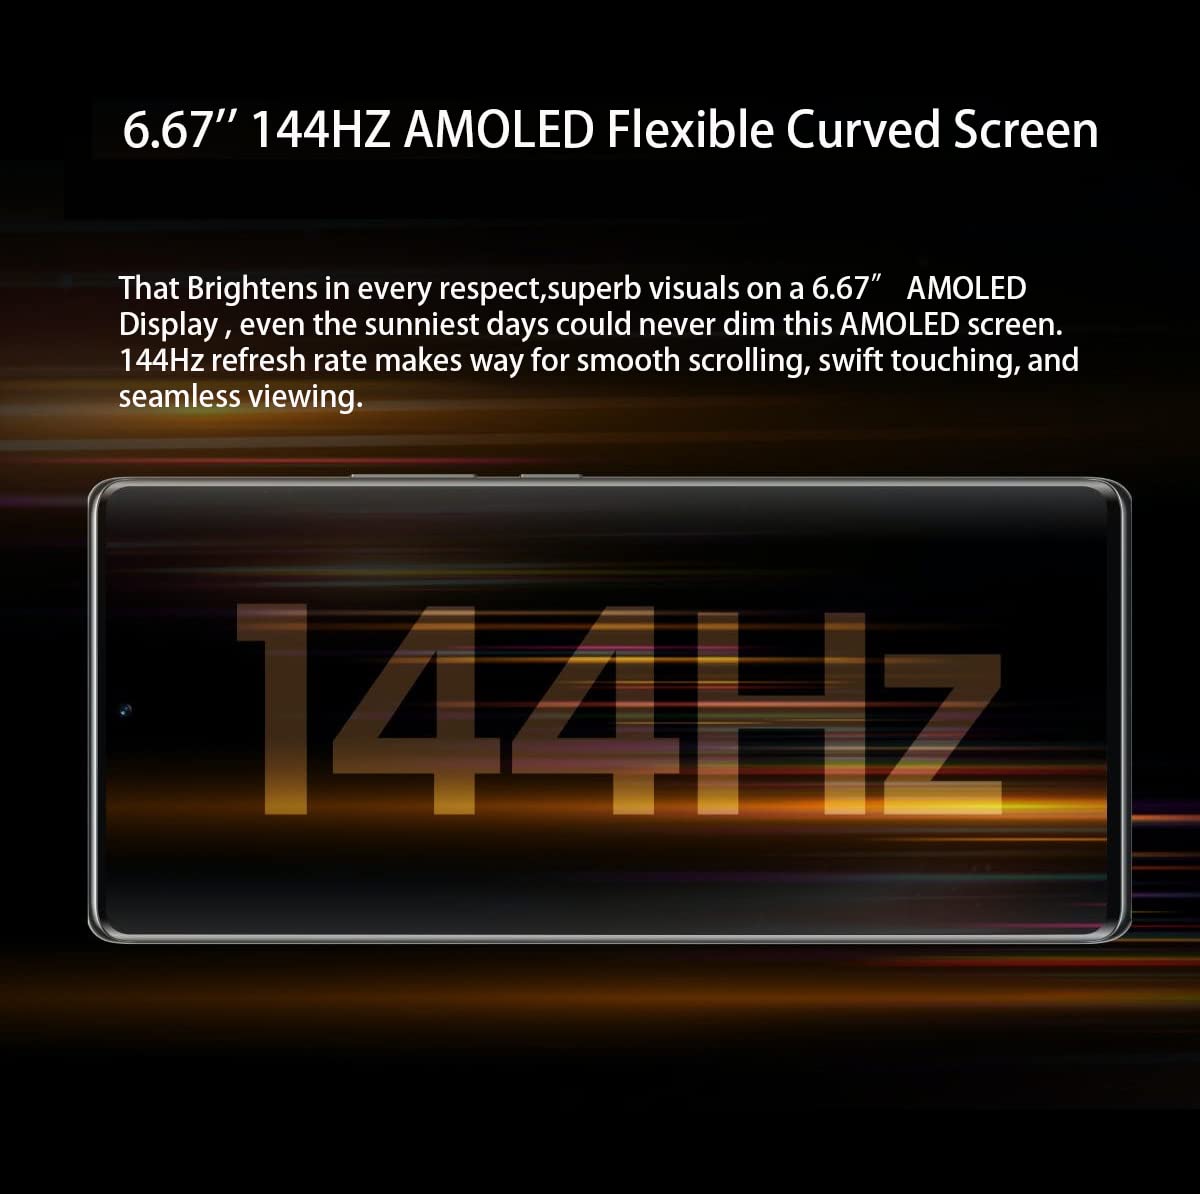 6.67′′ 144HZ AMOLED Flexible Curved Screen
That Brightens in every respect,superb visuals on a 6.67″ AMOLED
Display , even the sunniest days could never dim this AMOLED screen.
144Hz refresh rate makes way for smooth scrolling, swift touching, and
seamless viewing.
144Hz